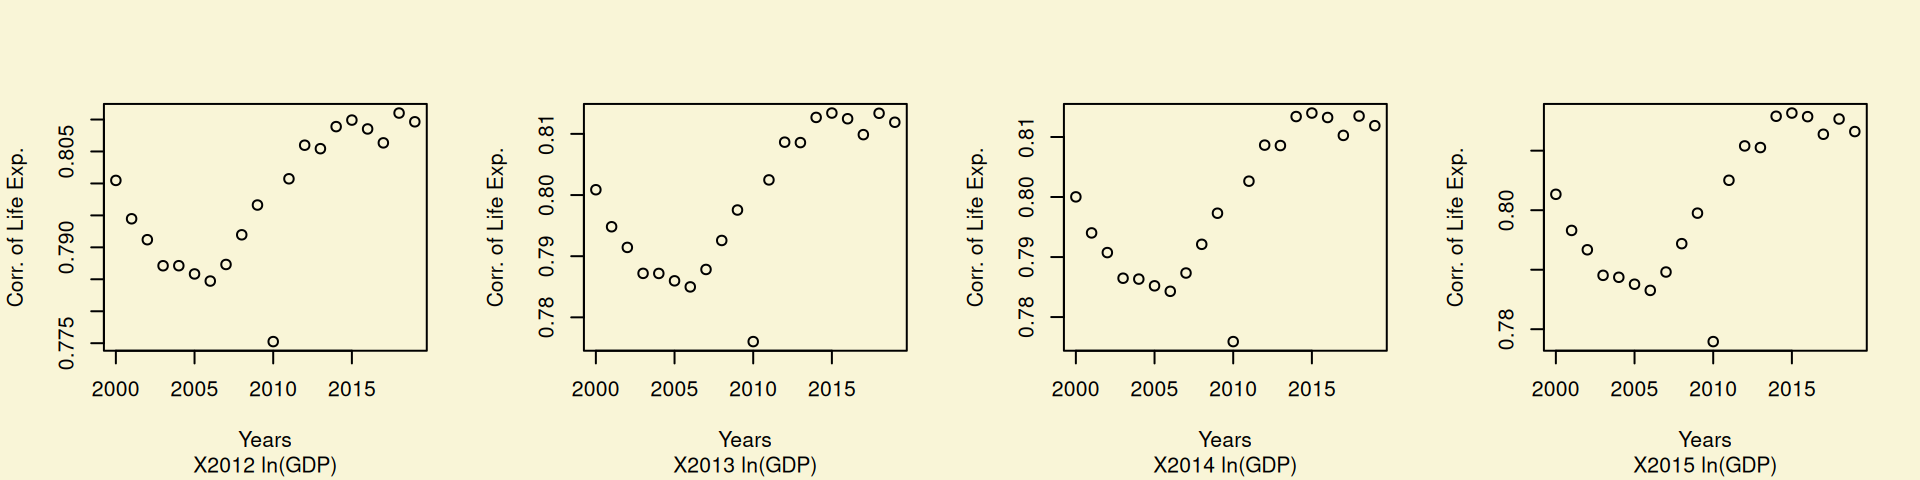 Corr. of Life Exp.
0.805
0.790
0.775
2000 2005 2010 2015
Years
X2012 ln(GDP)
Corr. of Life Exp.
0.81
0.80
0.79
0.78
2000 2005 2010 2015
Years
X2013 ln(GDP)
Corr. of Life Exp.
0.81
0.80
0.79
0.78
2000 2005 2010 2015
Years
X2014 ln(GDP)
Corr. of Life Exp.
0.80
0.78
2000 2005 2010 2015
Years
X2015 ln(GDP)